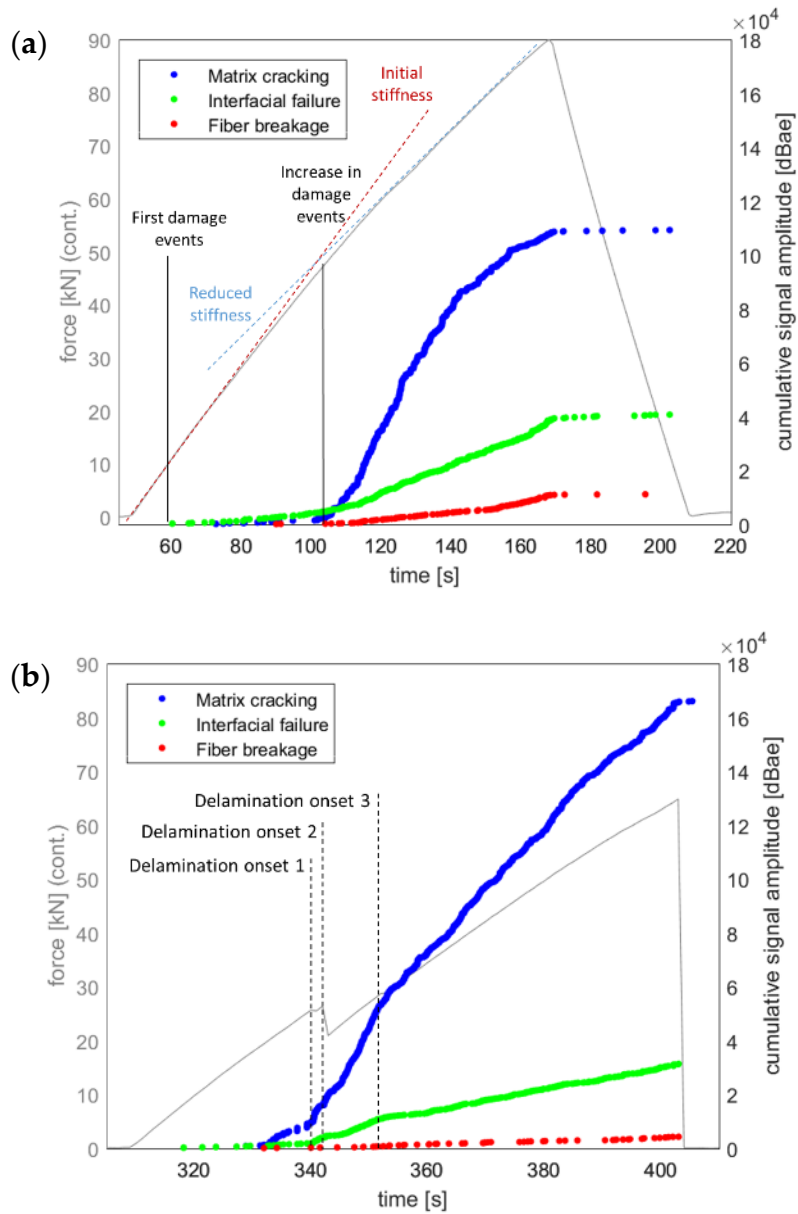 (a)
×10⁴
90
80
70
60
50
40
30
20
10
0
force [kN] (cont.)
Matrix cracking
Interfacial failure
Fiber breakage
Initial
stiffness
Increase in
damage
events
First damage
events
Reduced
stiffness
18
16
14
12
10
8
6
4
2
0
cumulative signal amplitude [dBae]
60 80 100 120 140 160 180 200 220
time [s]
(b)
×10⁴
90
80
70
60
50
40
30
20
10
0
force [kN] (cont.)
Matrix cracking
Interfacial failure
Fiber breakage
Delamination onset 3
Delamination onset 2
Delamination onset 1
18
16
14
12
10
8
6
4
2
0
cumulative signal amplitude [dBae]
320 340 360 380 400
time [s]